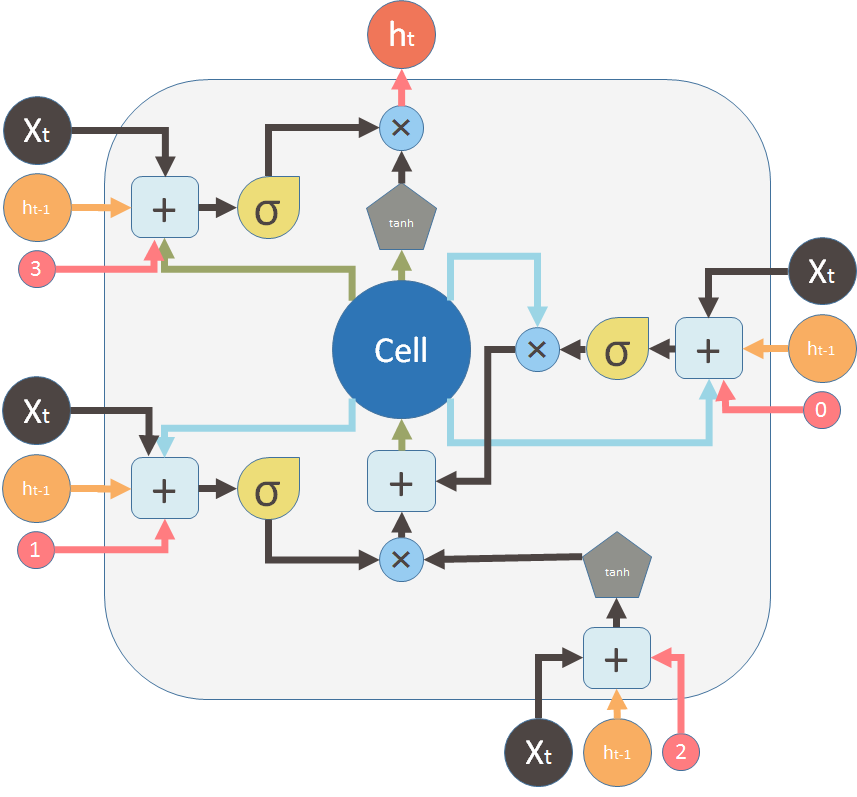 ht
Xt
×
ht-1
+
σ
tanh
3
Xt
Cell
×
σ
+
ht-1
Xt
0
ht-1
+
σ
+
1
×
tanh
+
Xt
ht-1
2